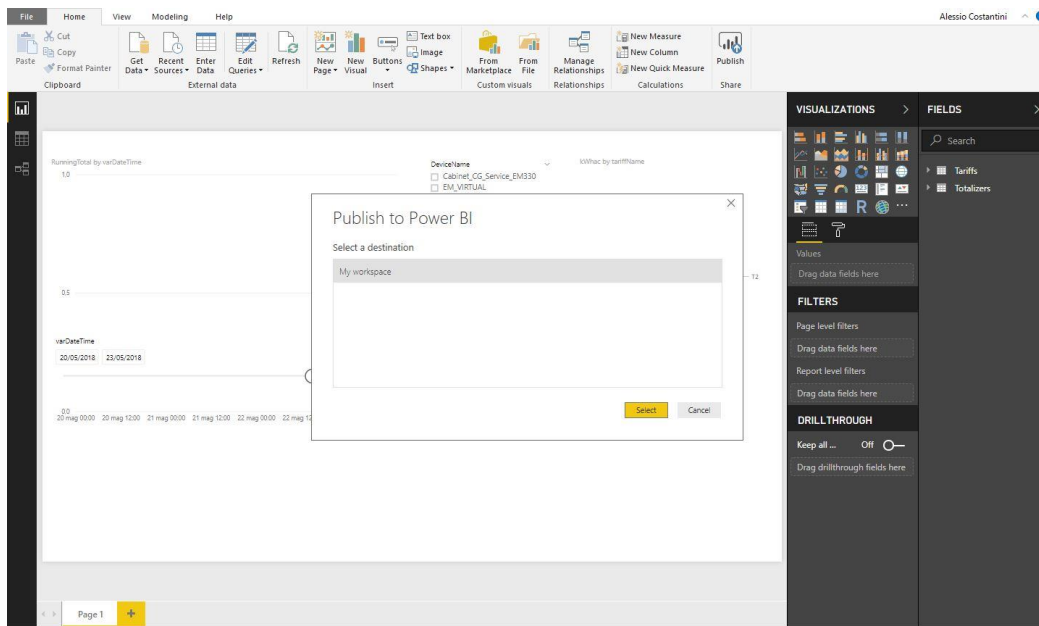 File Home View Modeling Help
Alessio Costantini
Paste
Cut
Copy
Format Painter
Clipboard
Get Data
Recent Sources
Enter Data
Edit Queries
Refresh
External data
New Page
New Visual
Buttons
Text box
Image
Shapes
Insert
From Marketplace
From File
Custom visuals
Manage Relationships
Relationships
New Measure
New Column
New Quick Measure
Calculations
Publish
Share
RunningTotal by varDateTime
1.0
0.5
0.0
DeviceName
Cabinet_CG_Service_EM330
EM_VIRTUAL
kWhac by tariffName
T2
varDateTime
20/05/2018 23/05/2018
20 mag 00:00 20 mag 12:00 21 mag 00:00 21 mag 12:00 22 mag 00:00 22 mag 12
Publish to Power BI
Select a destination
My workspace
Select Cancel
VISUALIZATIONS
R
123
Values
Drag data fields here
FILTERS
Page level filters
Drag data fields here
Report level filters
Drag data fields here
DRILLTHROUGH
Keep all ... Off
Drag drillthrough fields here
FIELDS
Search
Tariffs
Totalizers
Page 1